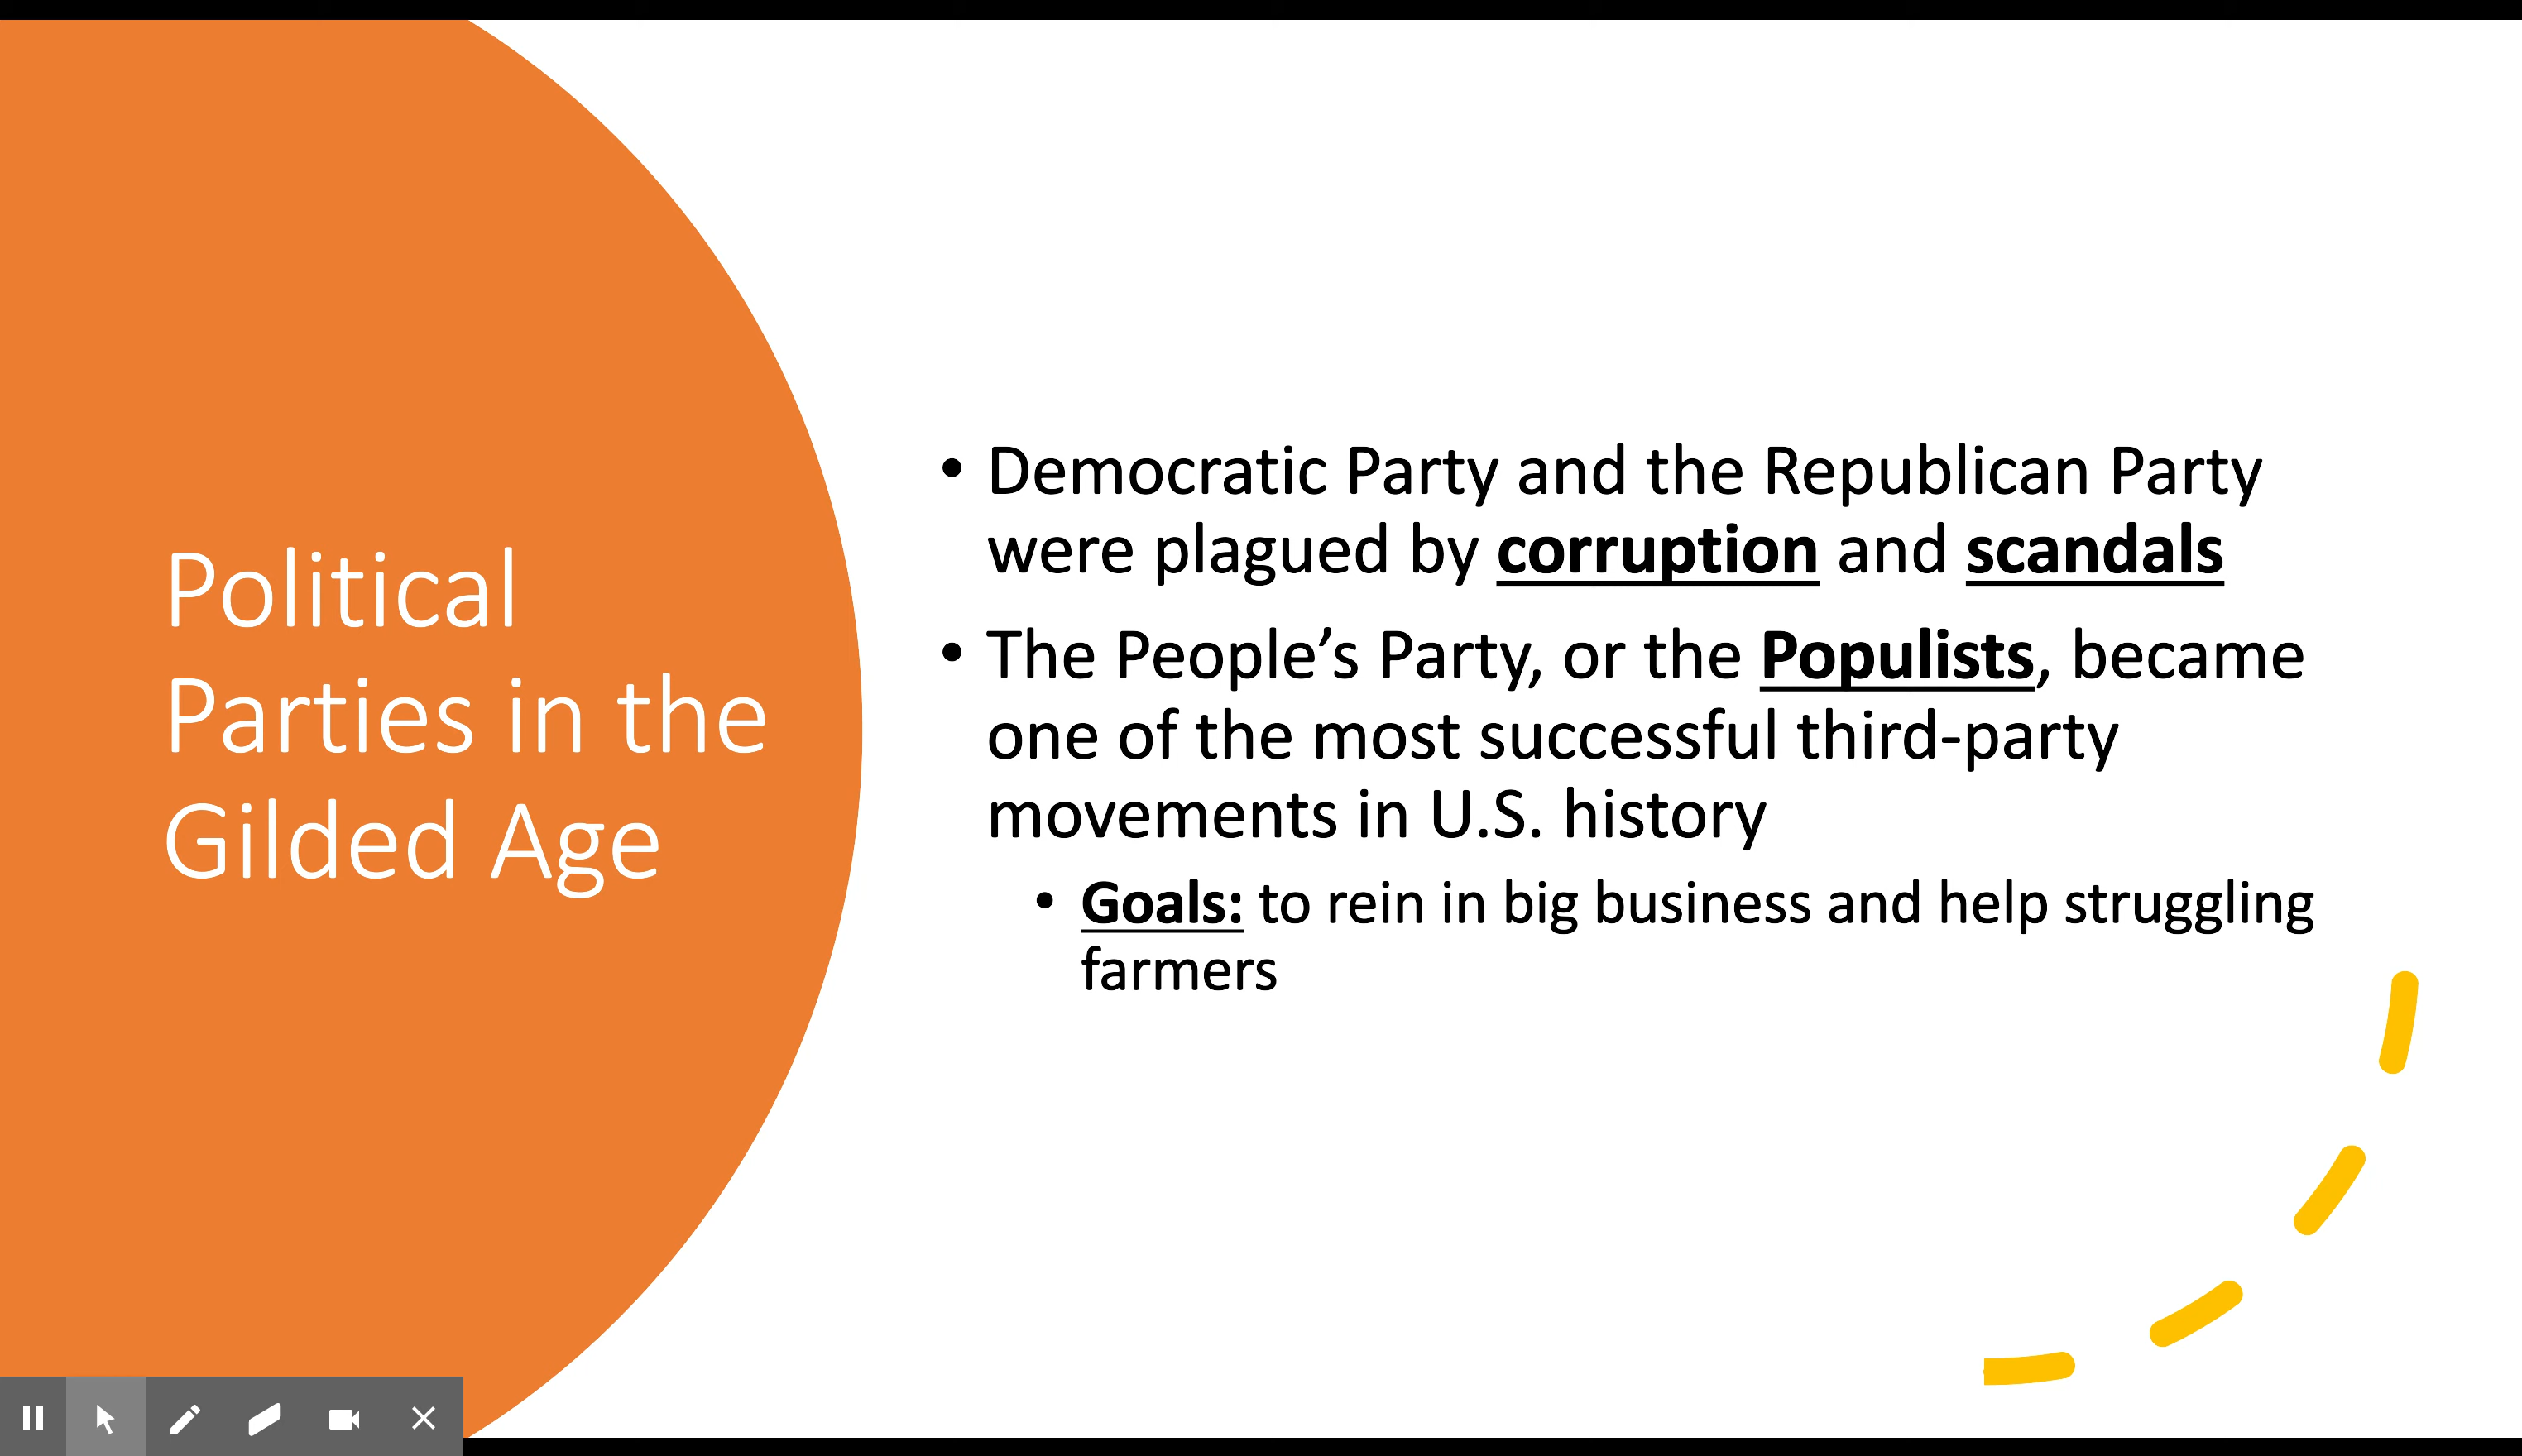 Political
Parties in the
Gilded Age
• Democratic Party and the Republican Party
were plagued by corruption and scandals
• The People’s Party, or the Populists, became
one of the most successful third-party
movements in U.S. history
• Goals: to rein in big business and help struggling
farmers